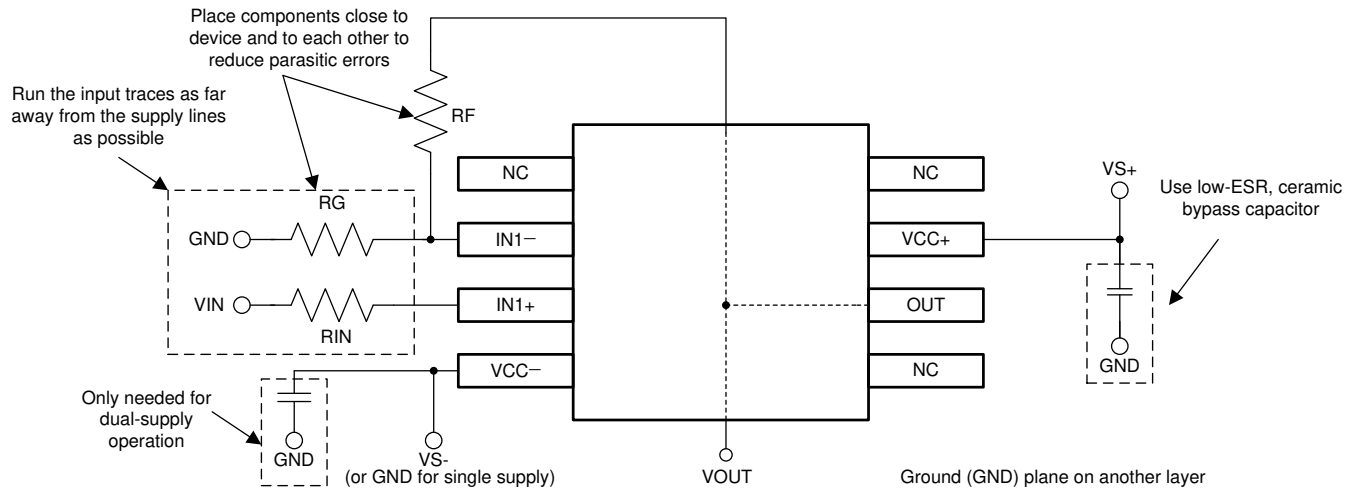 Place components close to
device and to each other to
reduce parasitic errors
Run the input traces as far
away from the supply lines
as possible
RF
NC
NC
VS+
Use low-ESR, ceramic
bypass capacitor
RG
GND
IN1−
VCC+
VIN
IN1+
OUT
RIN
GND
VCC−
NC
Only needed for
dual-supply
operation
GND
VS-
(or GND for single supply)
VOUT
Ground (GND) plane on another layer